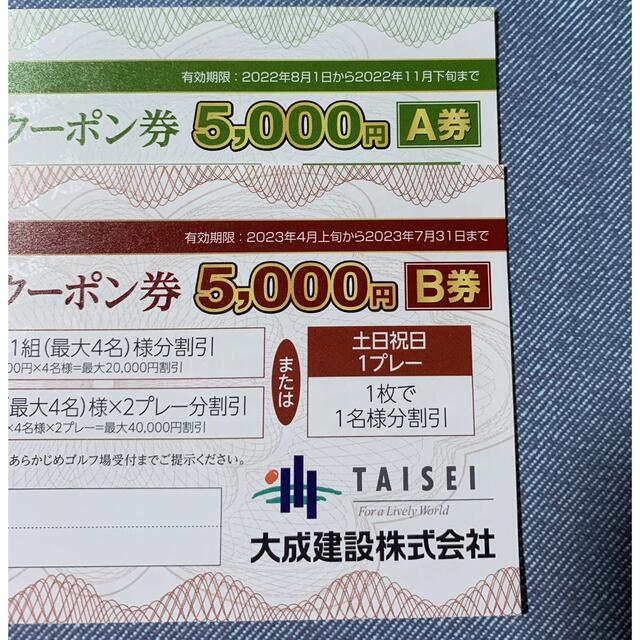 有効期限：2022年8月1日から2022年11月下旬まで
クーポン券 5,000円 A券
有効期限：2023年4月上旬から2023年7月31日まで
クーポン券 5,000円 B券
1組(最大4名)様分割引
00円×4名様=最大20,000円割引
(最大4名)様×2プレー分割引
×4名様×2プレー=最大40,000円割引
または
土日祝日
1プレー
1枚で
1名様分割引
あらかじめゴルフ場受付までご提示ください。
TAISEI
For a Lively World
大成建設株式会社